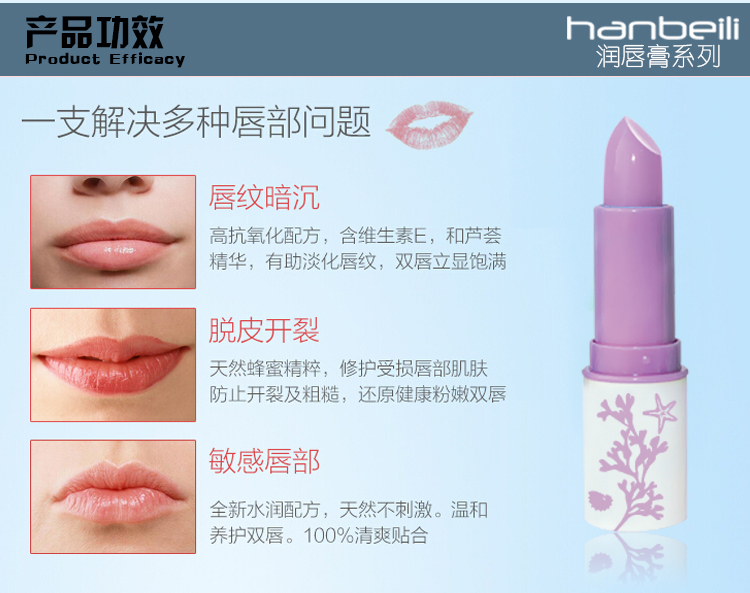 产品功效
Product Efficacy
hanbeili
润唇膏系列
一支解决多种唇部问题
唇纹暗沉
高抗氧化配方，含维生素E，和芦荟
精华，有助淡化唇纹，双唇立显饱满
脱皮开裂
天然蜂蜜精粹，修护受损唇部肌肤
防止开裂及粗糙，还原健康粉嫩双唇
敏感唇部
全新水润配方，天然不刺激。温和
养护双唇。100%清爽贴合